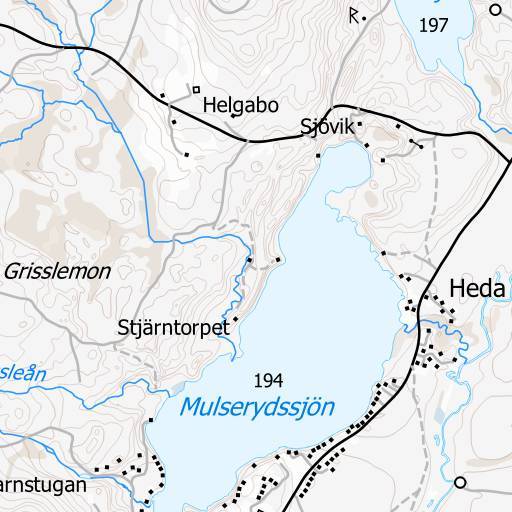 197
Helgabo
Sjövik
Grisslemon
Heda
Stjärntorpet
sleån
194
Mulserydssjön
arnstugan